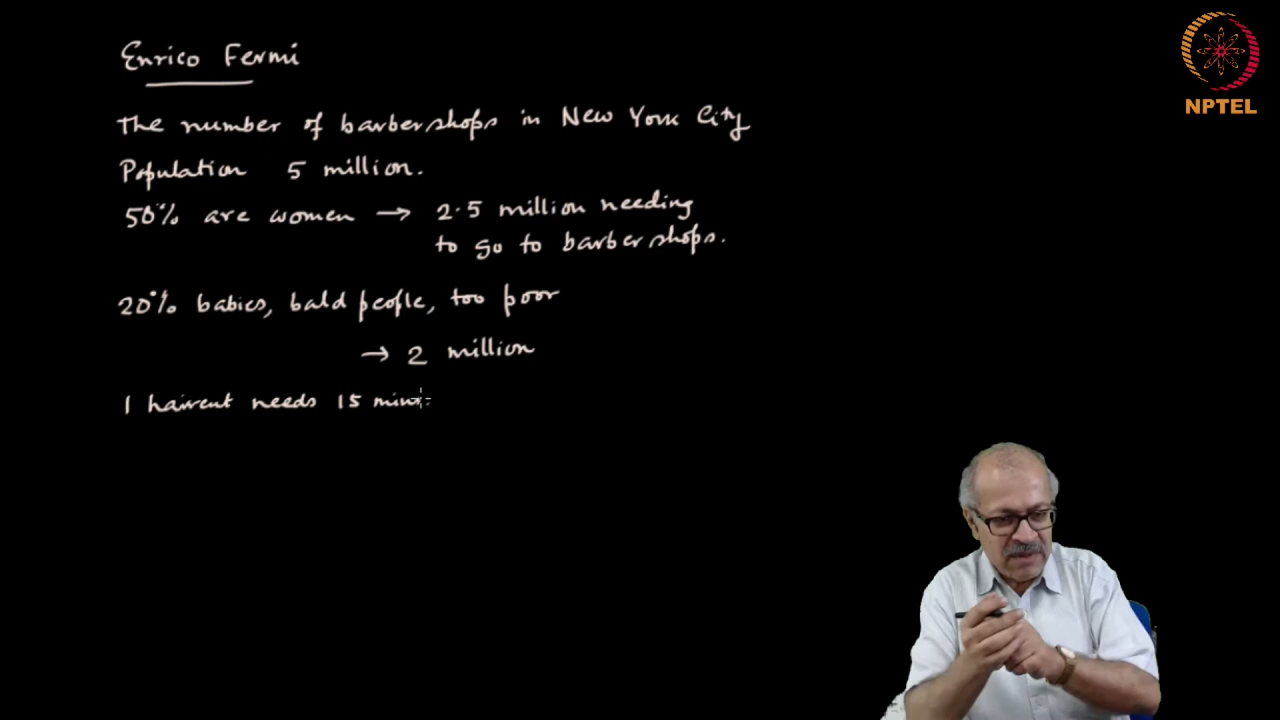 Enrico Fermi
The number of barbershops in New York City
Population 5 million.
50% are women → 2.5 million needing
to go to barbershops.
20% babies, bald people, too poor
→ 2 million
1 haircut needs 15 min
NPTEL